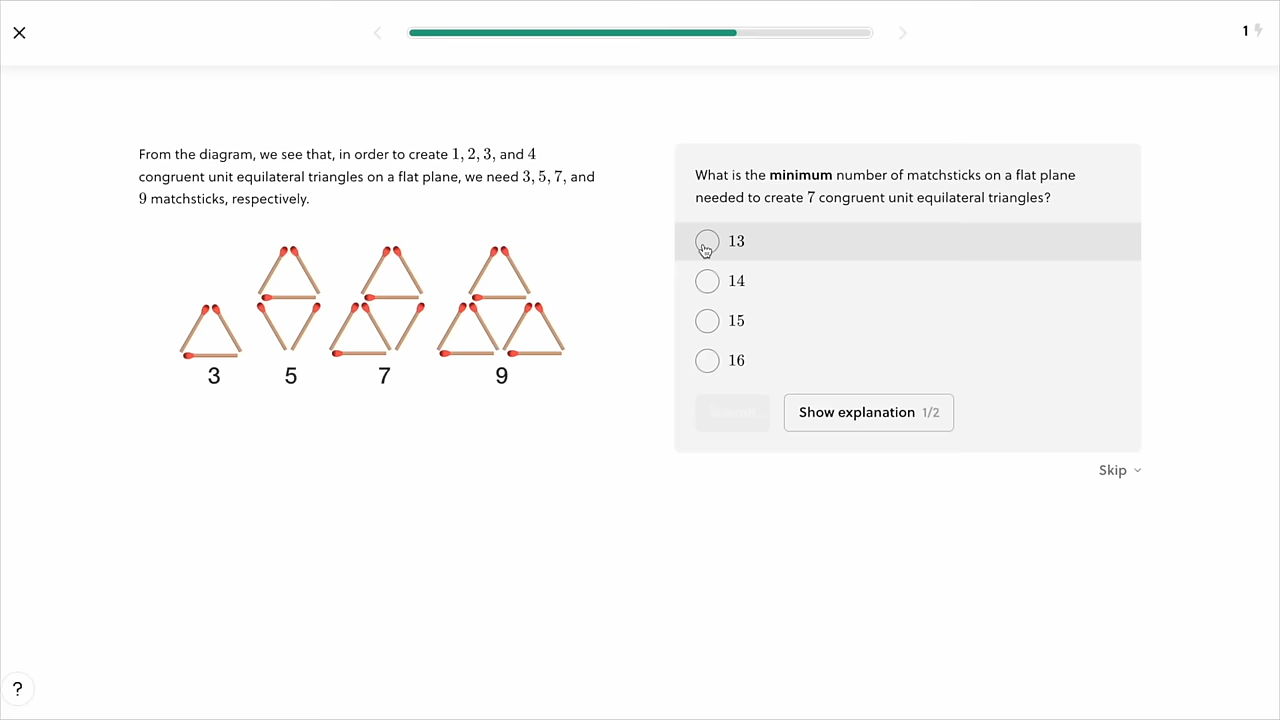 1
From the diagram, we see that, in order to create 1, 2, 3, and 4
congruent unit equilateral triangles on a flat plane, we need 3, 5, 7, and
9 matchsticks, respectively.
3 5 7 9
What is the minimum number of matchsticks on a flat plane
needed to create 7 congruent unit equilateral triangles?
13
14
15
16
Submit
Show explanation 1/2
Skip
?